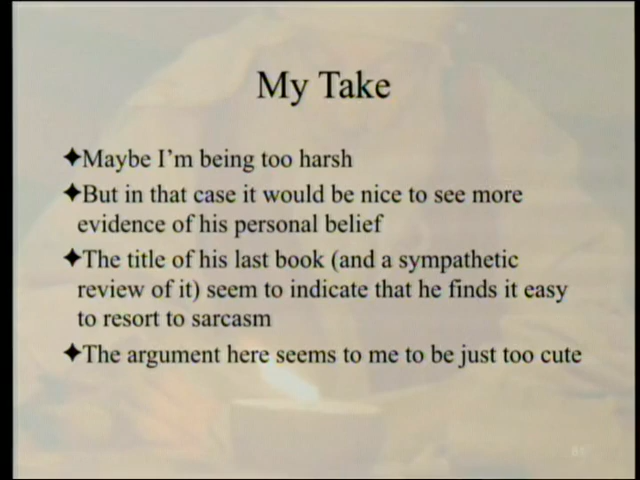 My Take
✦Maybe I'm being too harsh
✦But in that case it would be nice to see more
evidence of his personal belief
✦The title of his last book (and a sympathetic
review of it) seem to indicate that he finds it easy
to resort to sarcasm
✦The argument here seems to me to be just too cute